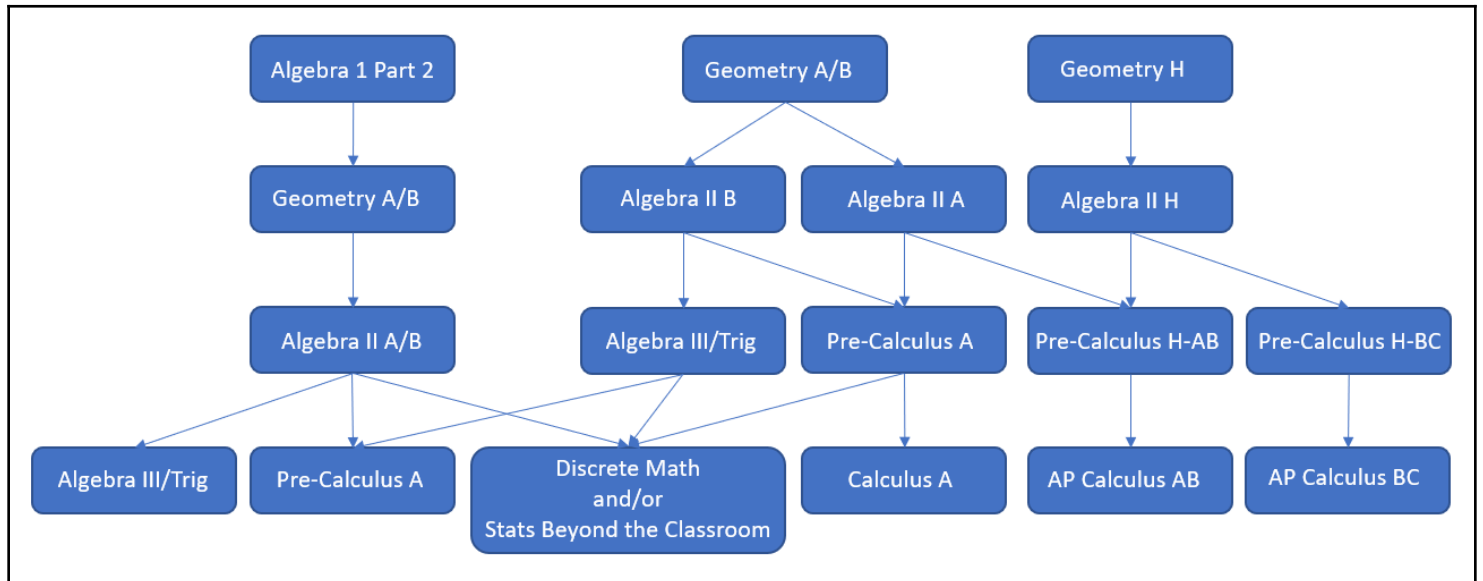 Algebra 1 Part 2
Geometry A/B
Geometry H
Geometry A/B
Algebra II B
Algebra II A
Algebra II H
Algebra II A/B
Algebra III/Trig
Pre-Calculus A
Pre-Calculus H-AB
Pre-Calculus H-BC
Algebra III/Trig
Pre-Calculus A
Discrete Math
and/or
Stats Beyond the Classroom
Calculus A
AP Calculus AB
AP Calculus BC